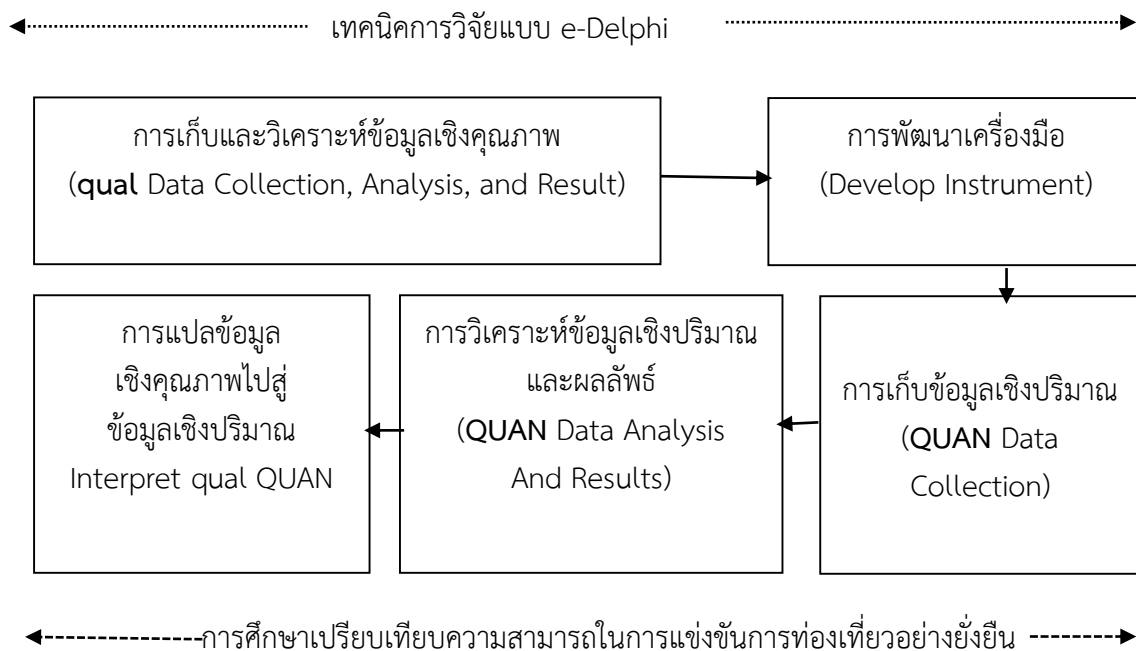 เทคนิคการวิจัยแบบ e-Delphi
การเก็บและวิเคราะห์ข้อมูลเชิงคุณภาพ
(qual Data Collection, Analysis, and Result)
การพัฒนาเครื่องมือ
(Develop Instrument)
การเก็บข้อมูลเชิงปริมาณ
(QUAN Data
Collection)
การวิเคราะห์ข้อมูลเชิงปริมาณ
และผลลัพธ์
(QUAN Data Analysis
And Results)
การแปลข้อมูล
เชิงคุณภาพไปสู่
ข้อมูลเชิงปริมาณ
Interpret qual QUAN
การศึกษาเปรียบเทียบความสามารถในการแข่งขันการท่องเที่ยวอย่างยั่งยืน